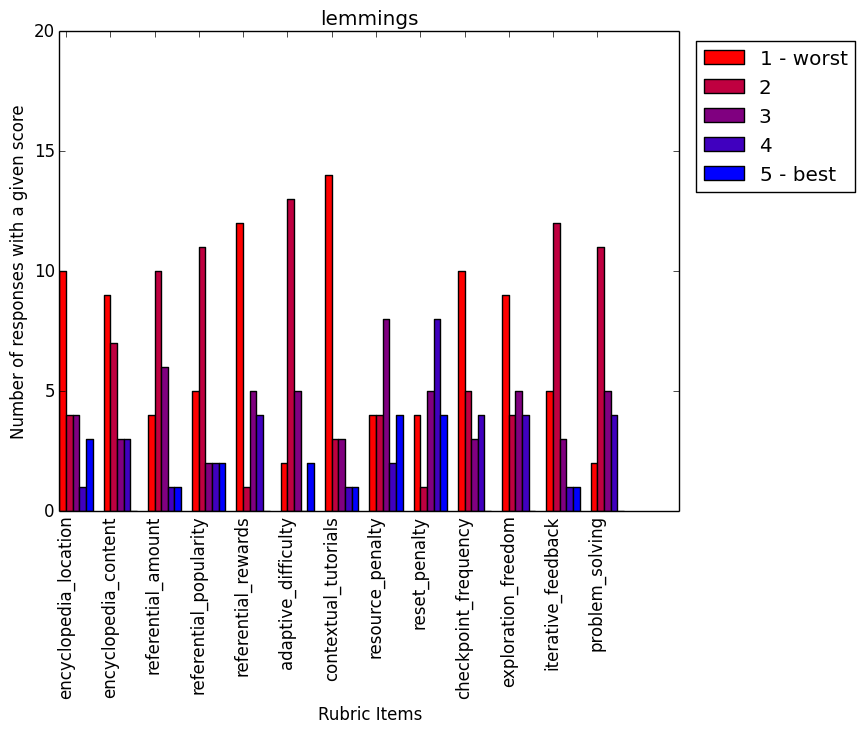 lemmings
20
15
10
5
0
Number of responses with a given score
encyclopedia_location
encyclopedia_content
referential_amount
referential_popularity
referential_rewards
adaptive_difficulty
contextual_tutorials
resource_penalty
reset_penalty
checkpoint_frequency
exploration_freedom
iterative_feedback
problem_solving
Rubric Items
1 - worst
2
3
4
5 - best